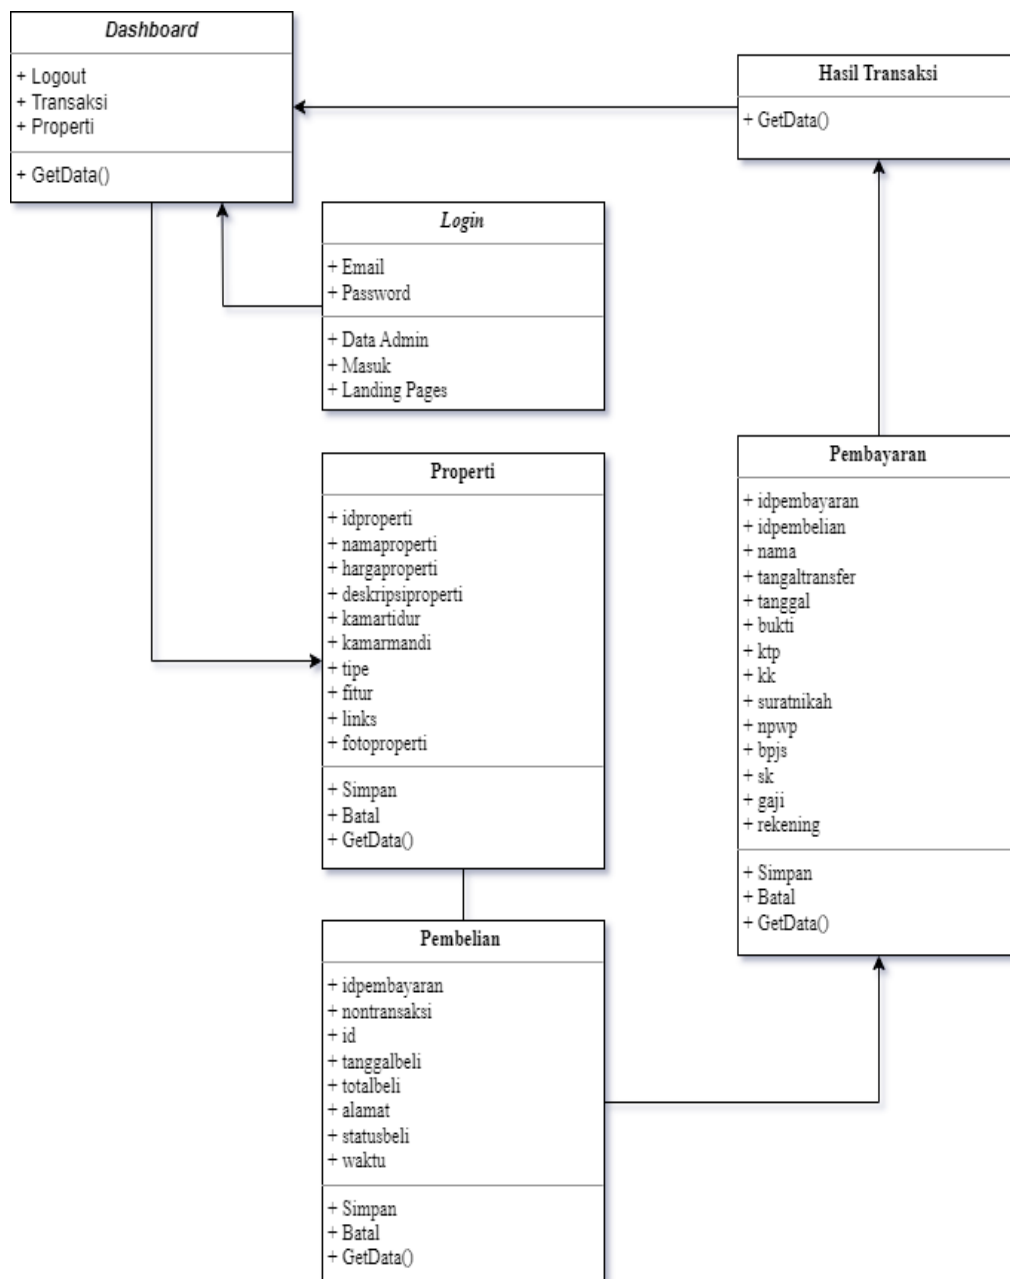 Dashboard
+ Logout
+ Transaksi
+ Properti
+ GetData()
Hasil Transaksi
+ GetData()
Login
+ Email
+ Password
+ Data Admin
+ Masuk
+ Landing Pages
Properti
+ idproperti
+ namaproperti
+ hargaproperti
+ deskripsiproperti
+ kamartidur
+ kamarmandi
+ tipe
+ fitur
+ links
+ fotoproperti
+ Simpan
+ Batal
+ GetData()
Pembayaran
+ idpembayaran
+ idpembelian
+ nama
+ tangaltransfer
+ tanggal
+ bukti
+ ktp
+ kk
+ suratnikah
+ npwp
+ bpjs
+ sk
+ gaji
+ rekening
+ Simpan
+ Batal
+ GetData()
Pembelian
+ idpembayaran
+ nontransaksi
+ id
+ tanggalbeli
+ totalbeli
+ alamat
+ statusbeli
+ waktu
+ Simpan
+ Batal
+ GetData()